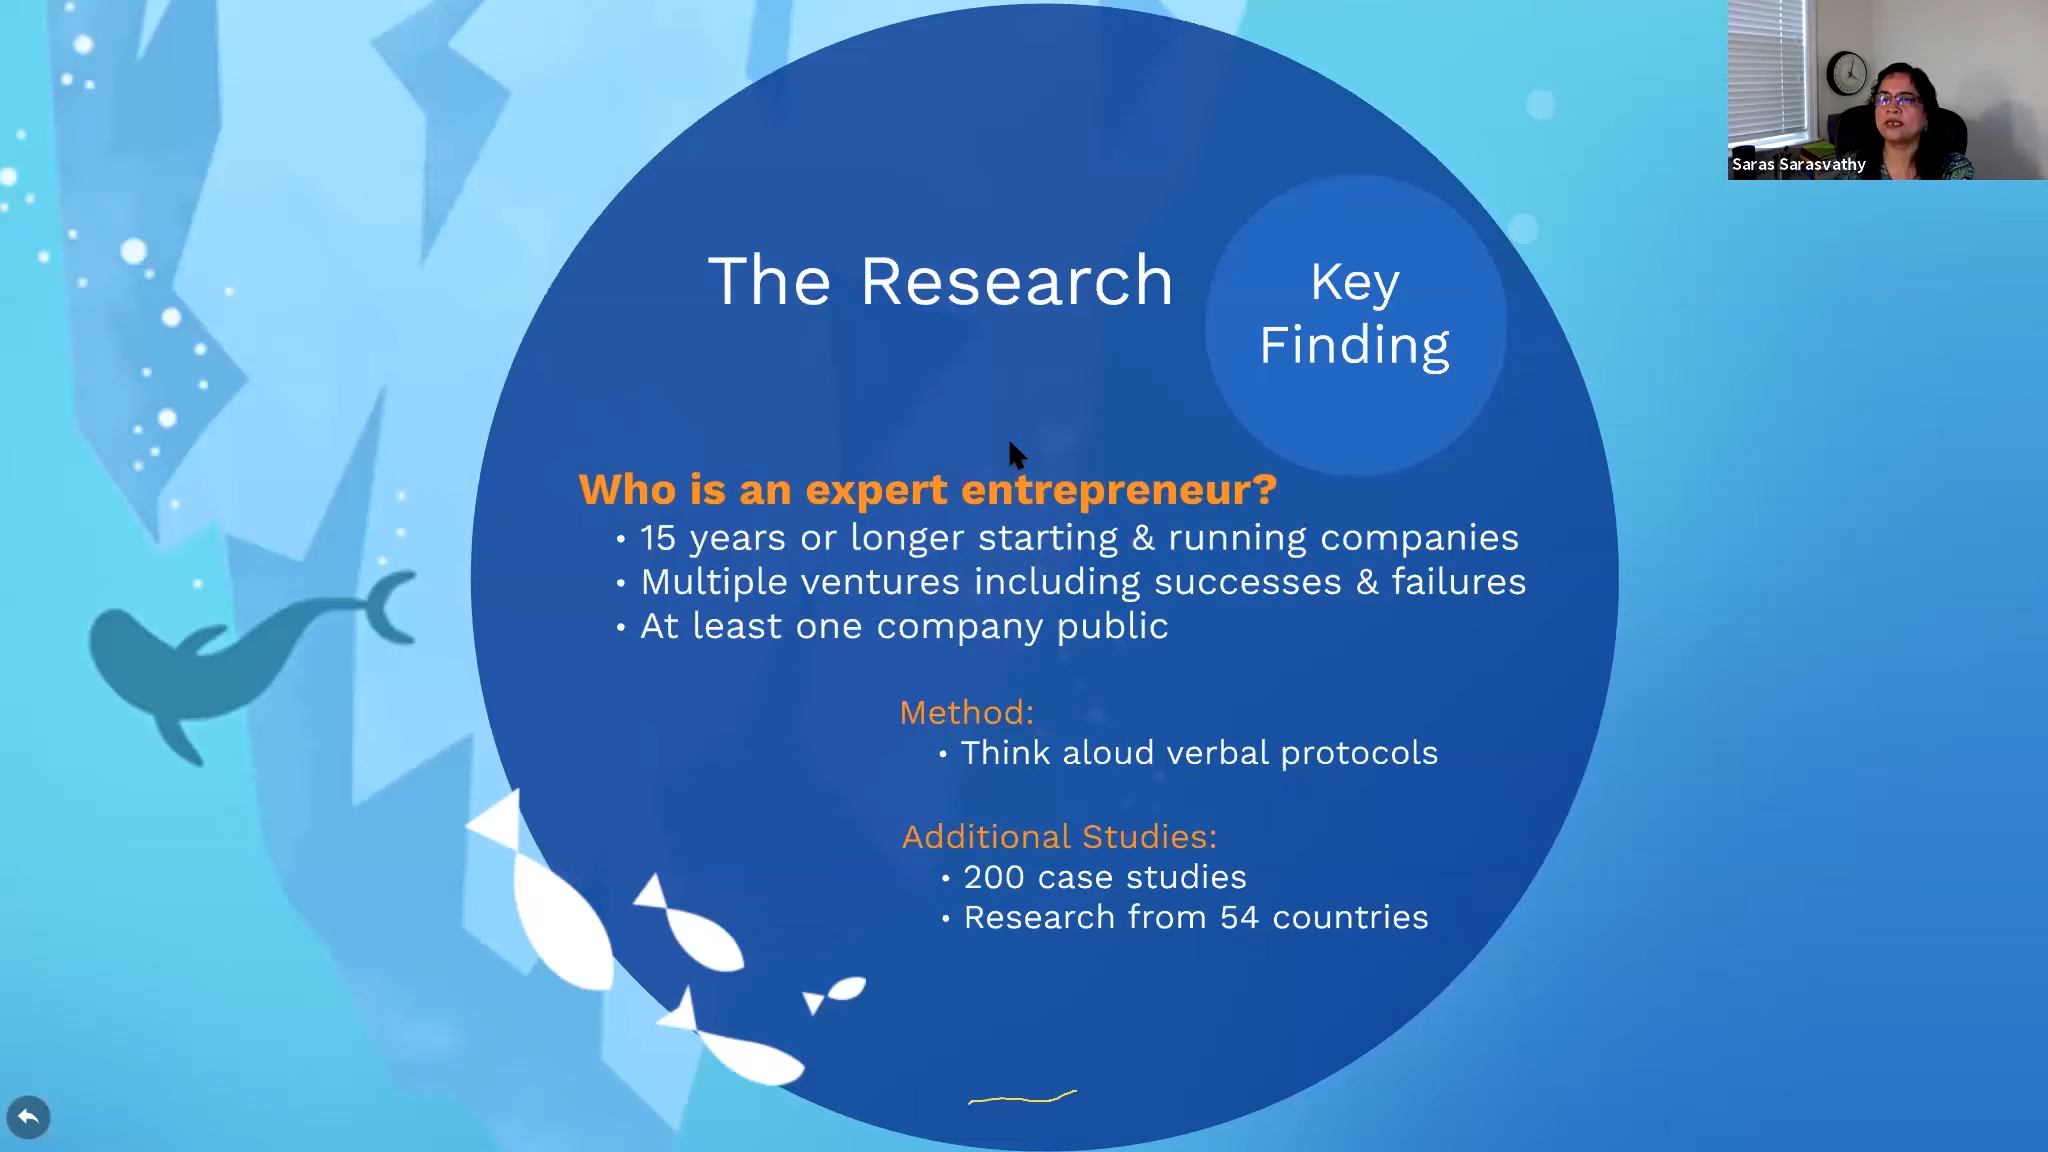 Saras Sarasvathy
The Research
Key
Finding
Who is an expert entrepreneur?
• 15 years or longer starting & running companies
• Multiple ventures including successes & failures
• At least one company public
Method:
• Think aloud verbal protocols
Additional Studies:
• 200 case studies
• Research from 54 countries